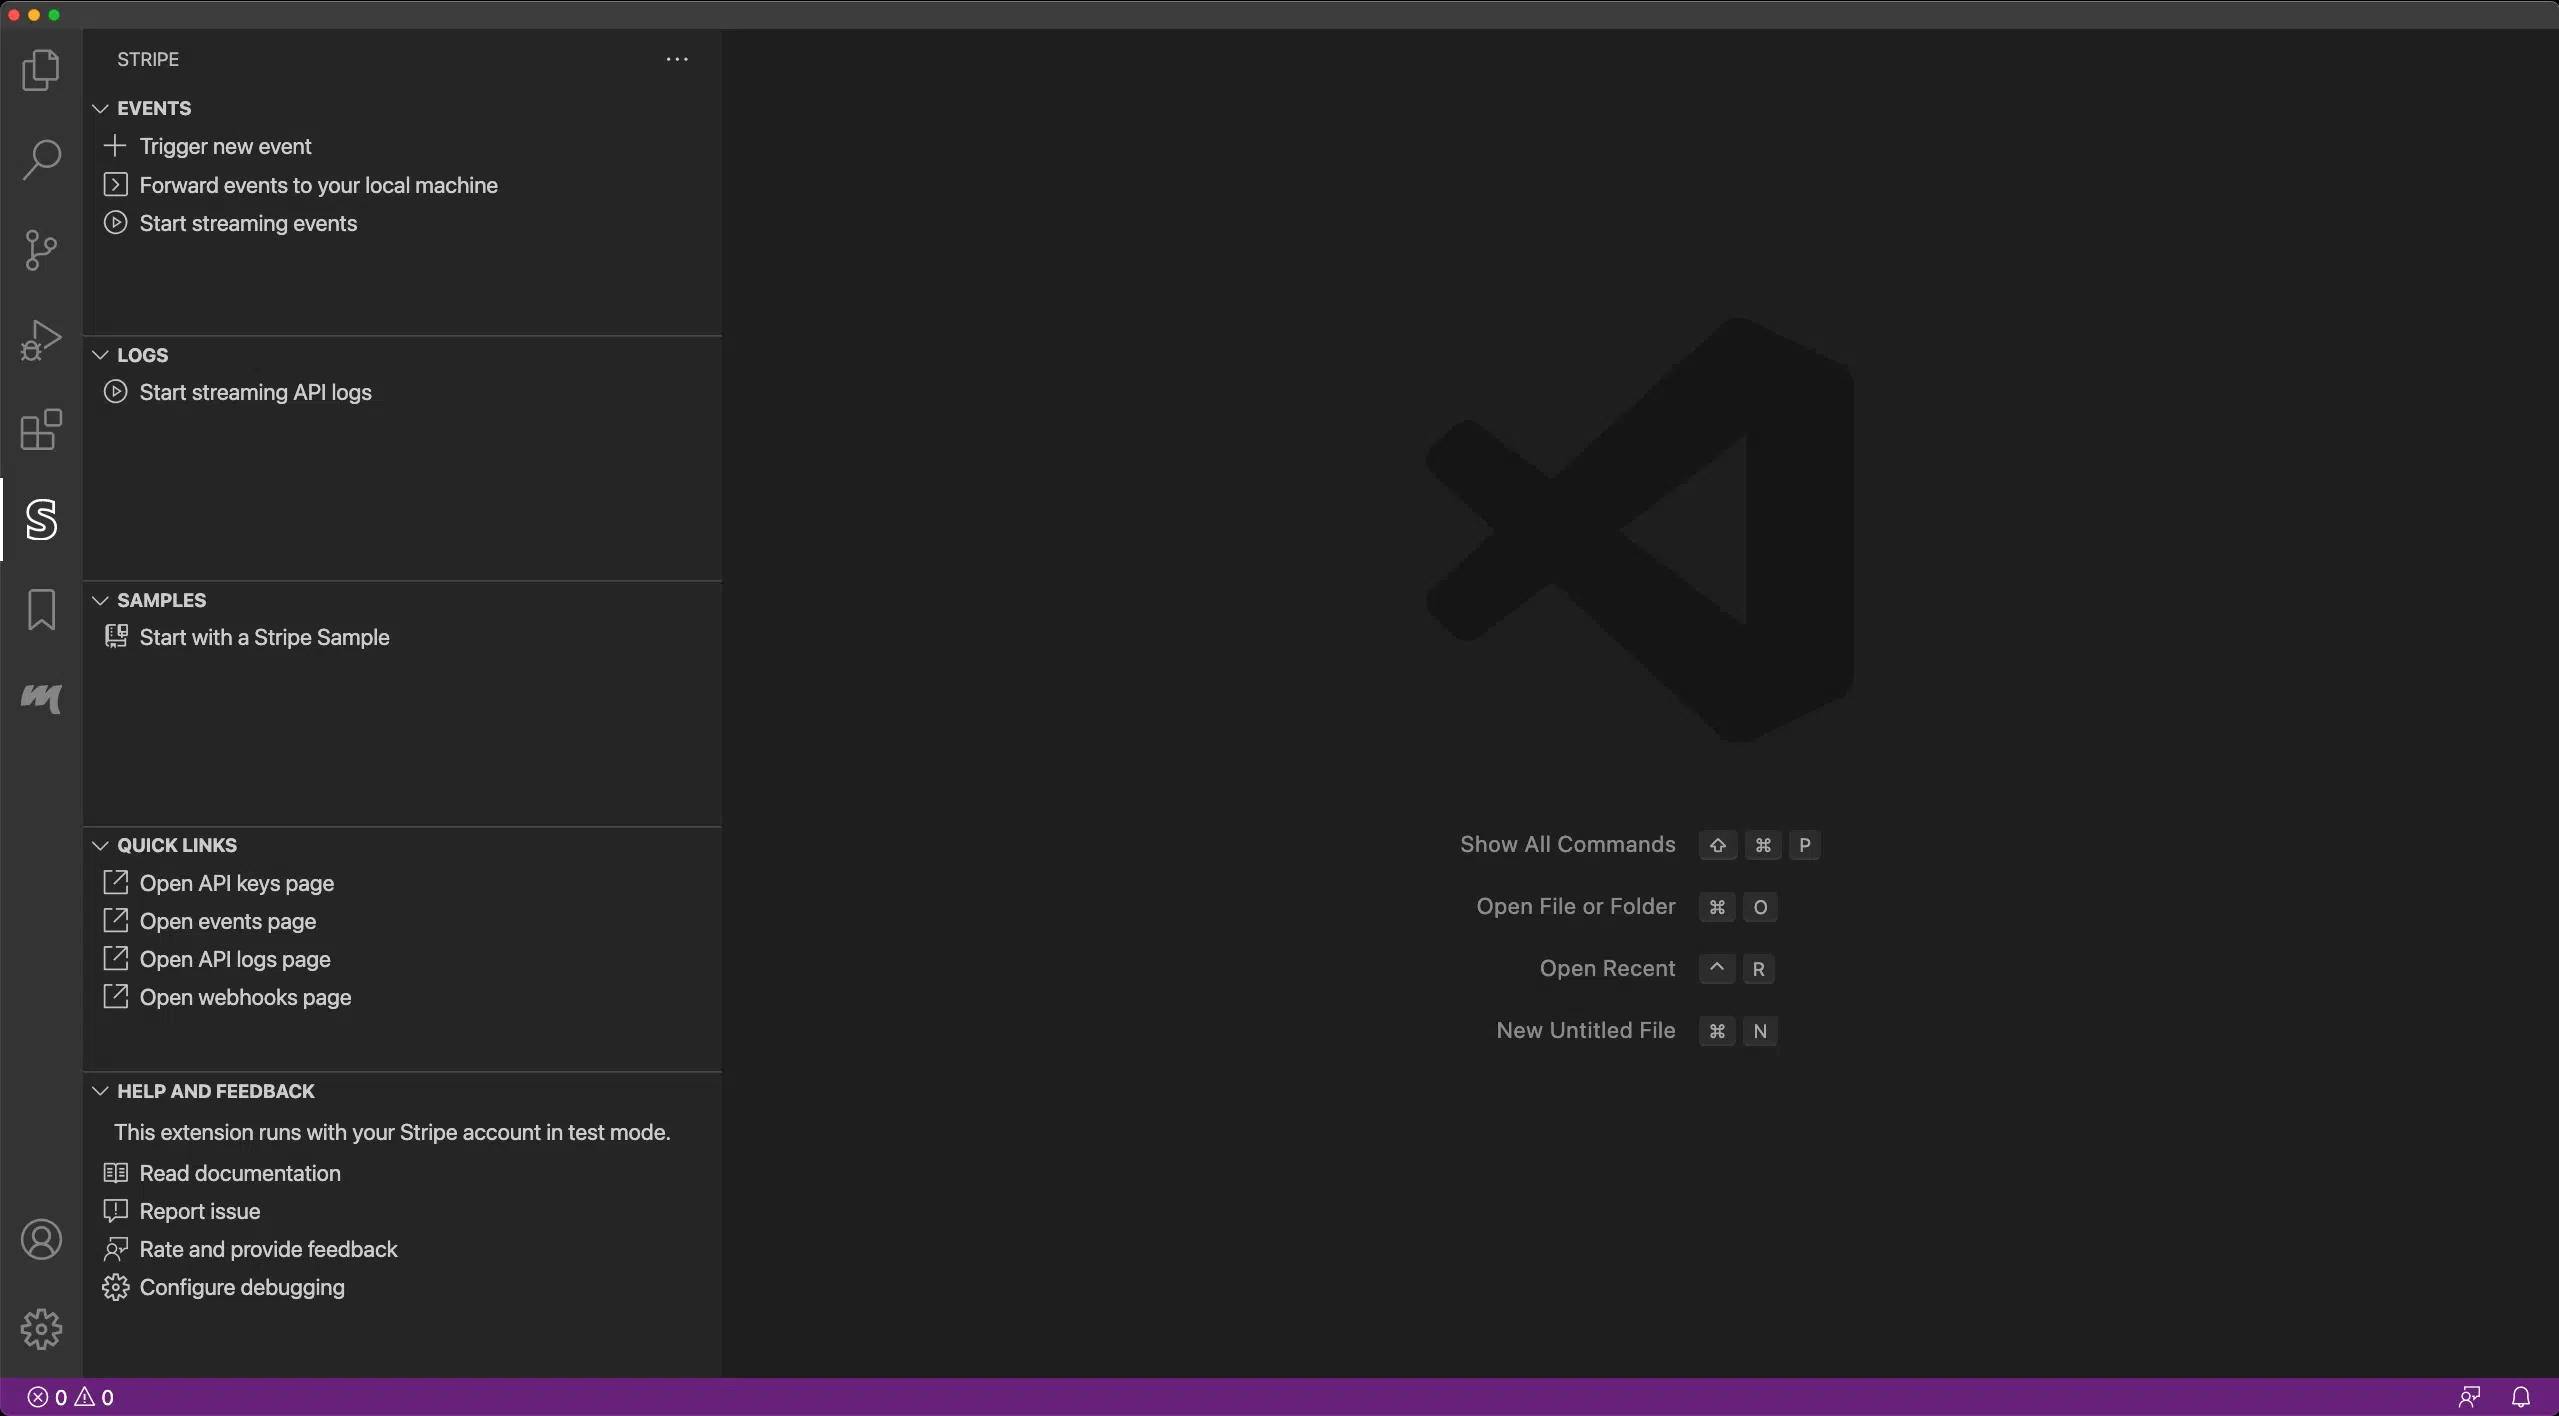 STRIPE
EVENTS
Trigger new event
Forward events to your local machine
Start streaming events
LOGS
Start streaming API logs
SAMPLES
Start with a Stripe Sample
QUICK LINKS
Open API keys page
Open events page
Open API logs page
Open webhooks page
HELP AND FEEDBACK
This extension runs with your Stripe account in test mode.
Read documentation
Report issue
Rate and provide feedback
Configure debugging
Show All Commands ⇧ ⌘ P
Open File or Folder ⌘ O
Open Recent ^ R
New Untitled File ⌘ N
0 0